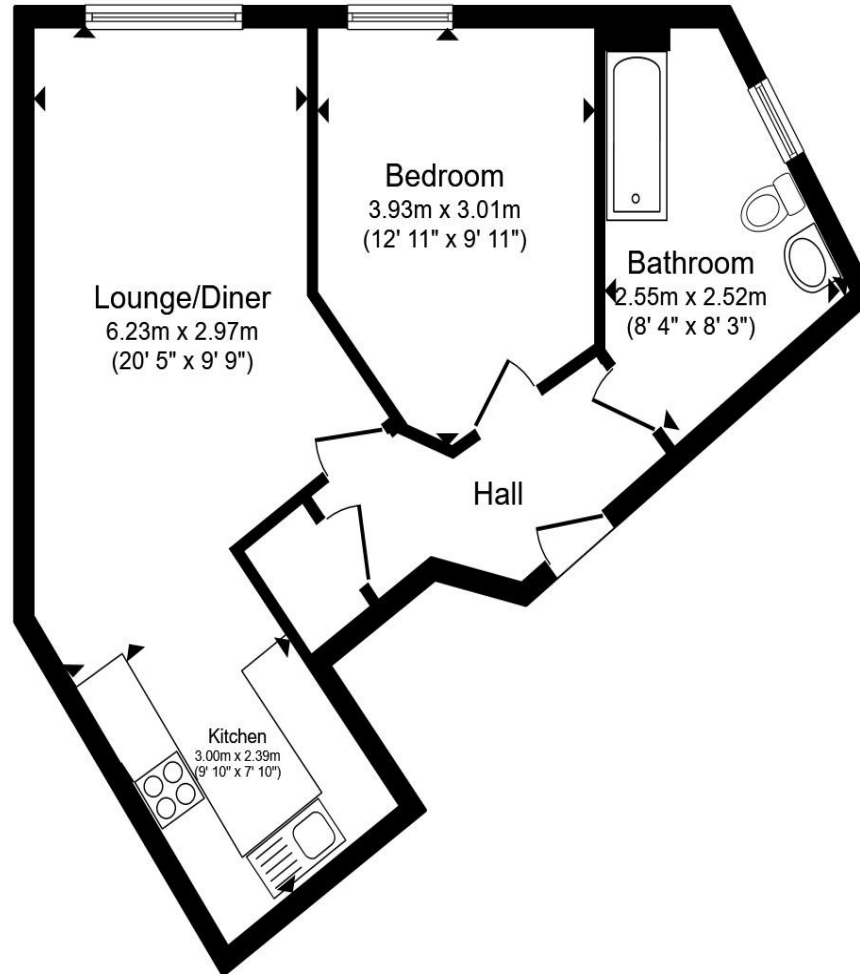 Bedroom
3.93m x 3.01m
(12' 11" x 9' 11")
Lounge/Diner
6.23m x 2.97m
(20' 5" x 9' 9")
Bathroom
2.55m x 2.52m
(8' 4" x 8' 3")
Hall
Kitchen
3.00m x 2.39m
(9' 10" x 7' 10")